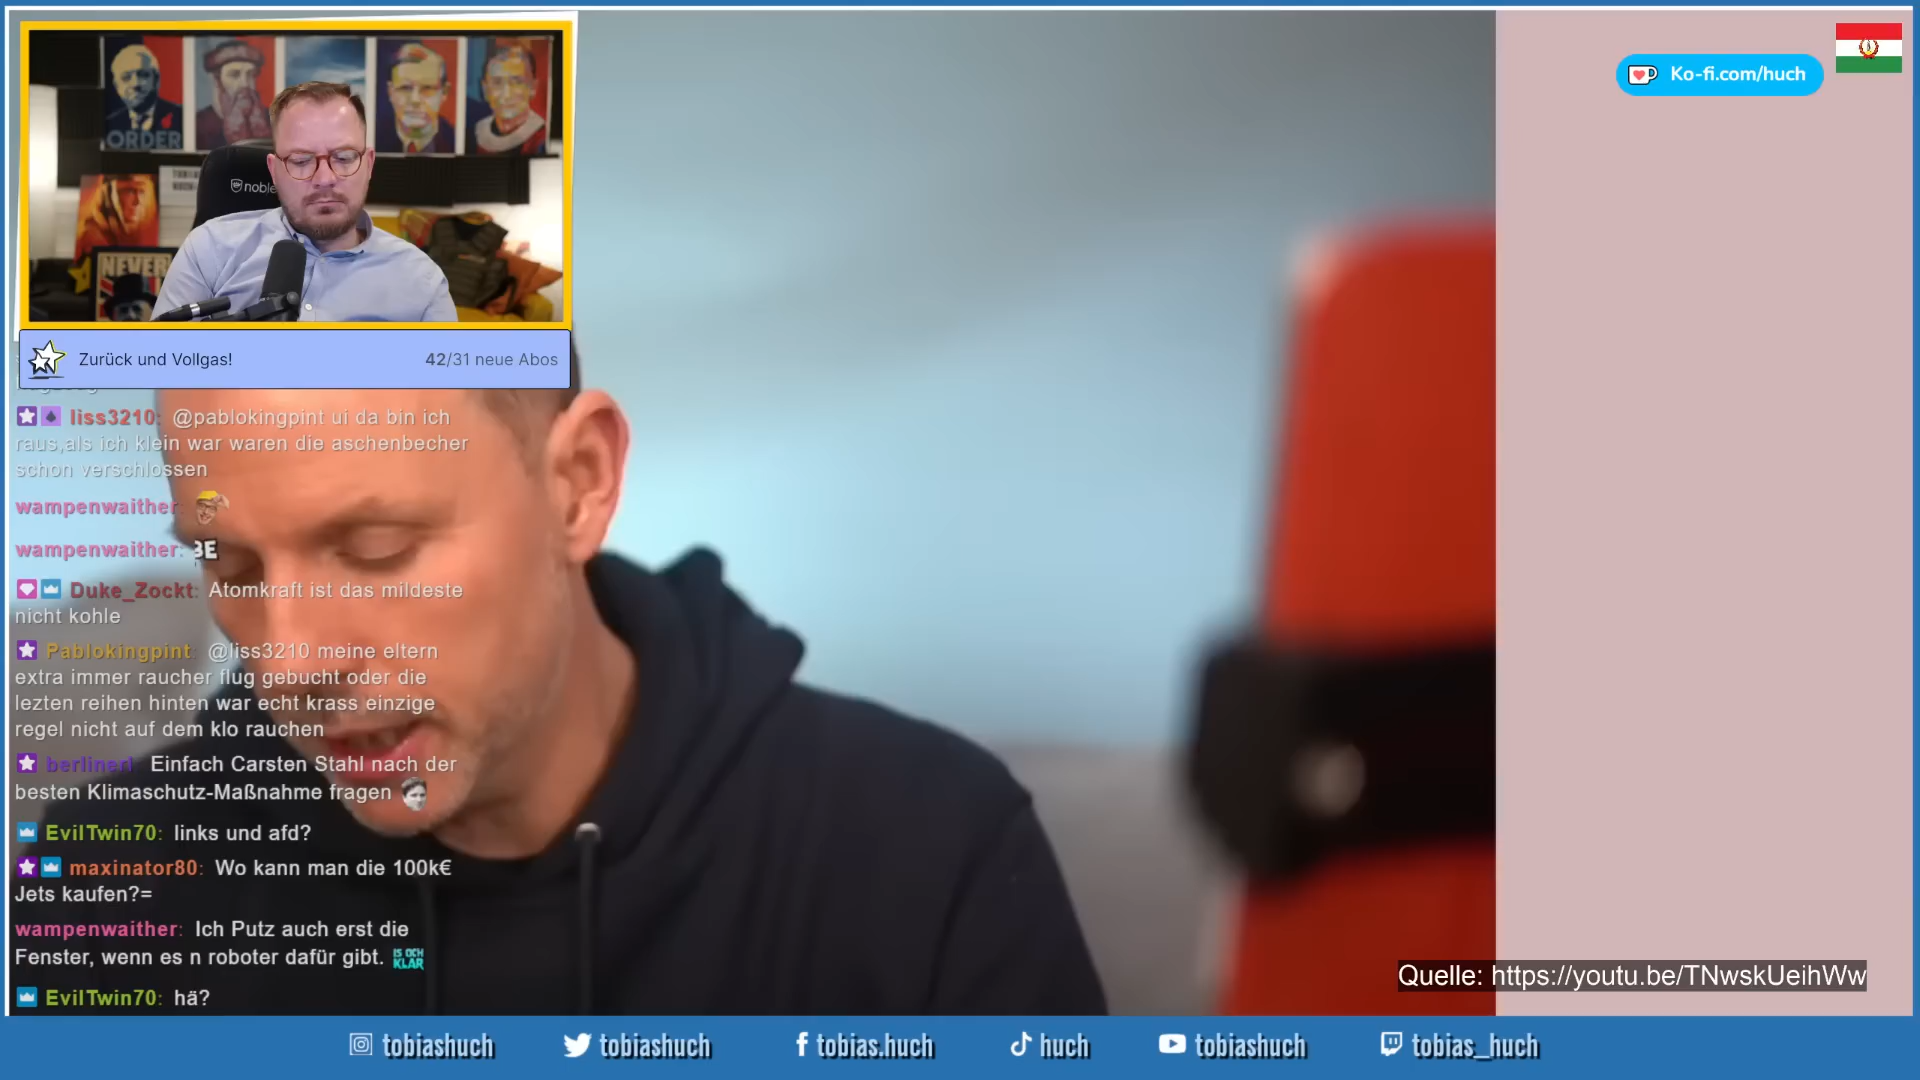 ORDER
noble
NEVER
Ko-fi.com/huch
Zurück und Vollgas!
42/31 neue Abos
liss3210: @pablokingpint ui da bin ich
raus,als ich klein war waren die aschenbecher
schon verschlossen
wampenwaither:
wampenwaither: BE
Duke_Zockt: Atomkraft ist das mildeste
nicht kohle
Pablokingpint: @liss3210 meine eltern
extra immer raucher flug gebucht oder die
lezten reihen hinten war echt krass einzige
regel nicht auf dem klo rauchen
berlinerl: Einfach Carsten Stahl nach der
besten Klimaschutz-Maßnahme fragen
EvilTwin70: links und afd?
maxinator80: Wo kann man die 100k€
Jets kaufen?=
wampenwaither: Ich Putz auch erst die
Fenster, wenn es n roboter dafür gibt. IS OCH KLAR
EvilTwin70: hä?
Quelle: https://youtu.be/TNwskUeihWw
tobiashuch
tobiashuch
tobias.huch
huch
tobiashuch
tobias_huch